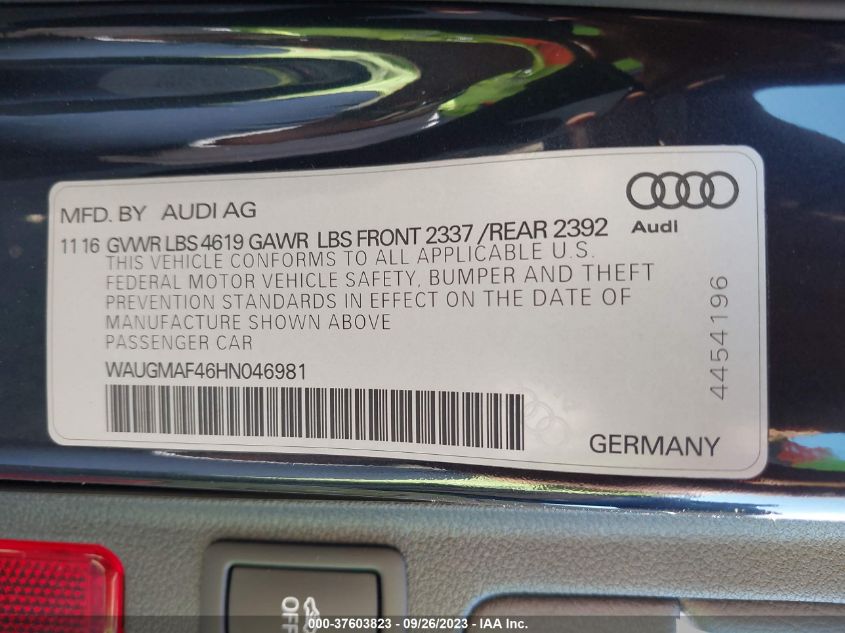 MFD. BY AUDI AG
Audi
11 16 GVWR LBS 4619 GAWR LBS FRONT 2337 /REAR 2392
THIS VEHICLE CONFORMS TO ALL APPLICABLE U.S.
FEDERAL MOTOR VEHICLE SAFETY, BUMPER AND THEFT
PREVENTION STANDARDS IN EFFECT ON THE DATE OF
MANUFACTURE SHOWN ABOVE
PASSENGER CAR
WAUGMAF46HN046981
4454196
GERMANY
OFF
000-37603823 - 09/26/2023 - IAA Inc.